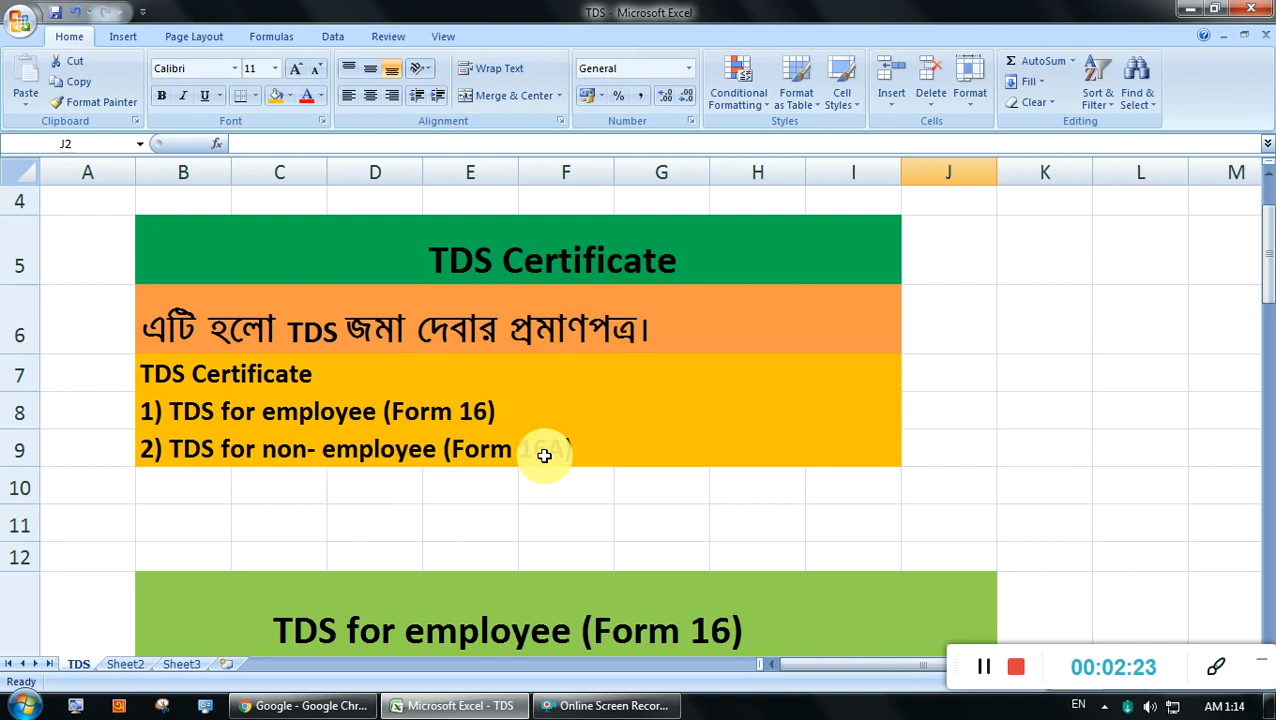 TDS - Microsoft Excel
Home Insert Page Layout Formulas Data Review View
Paste
Cut
Copy
Format Painter
Clipboard
Calibri 11
Font
Wrap Text
Merge & Center
Alignment
General
Number
Conditional Formatting
Format as Table
Cell Styles
Styles
Insert Delete Format
Cells
AutoSum
Fill
Clear
Sort & Filter
Find & Select
Editing
J2 fx
A B C D E F G H I J K L M
4
5 TDS Certificate
6 এটি হলো TDS জমা দেবার প্রমাণপত্র।
7 TDS Certificate
8 1) TDS for employee (Form 16)
9 2) TDS for non- employee (Form 16A)
10
11
12
TDS for employee (Form 16)
TDS Sheet2 Sheet3
Ready
00:02:23
Google - Google Chr... Microsoft Excel - TDS Online Screen Recor... EN AM 1:14